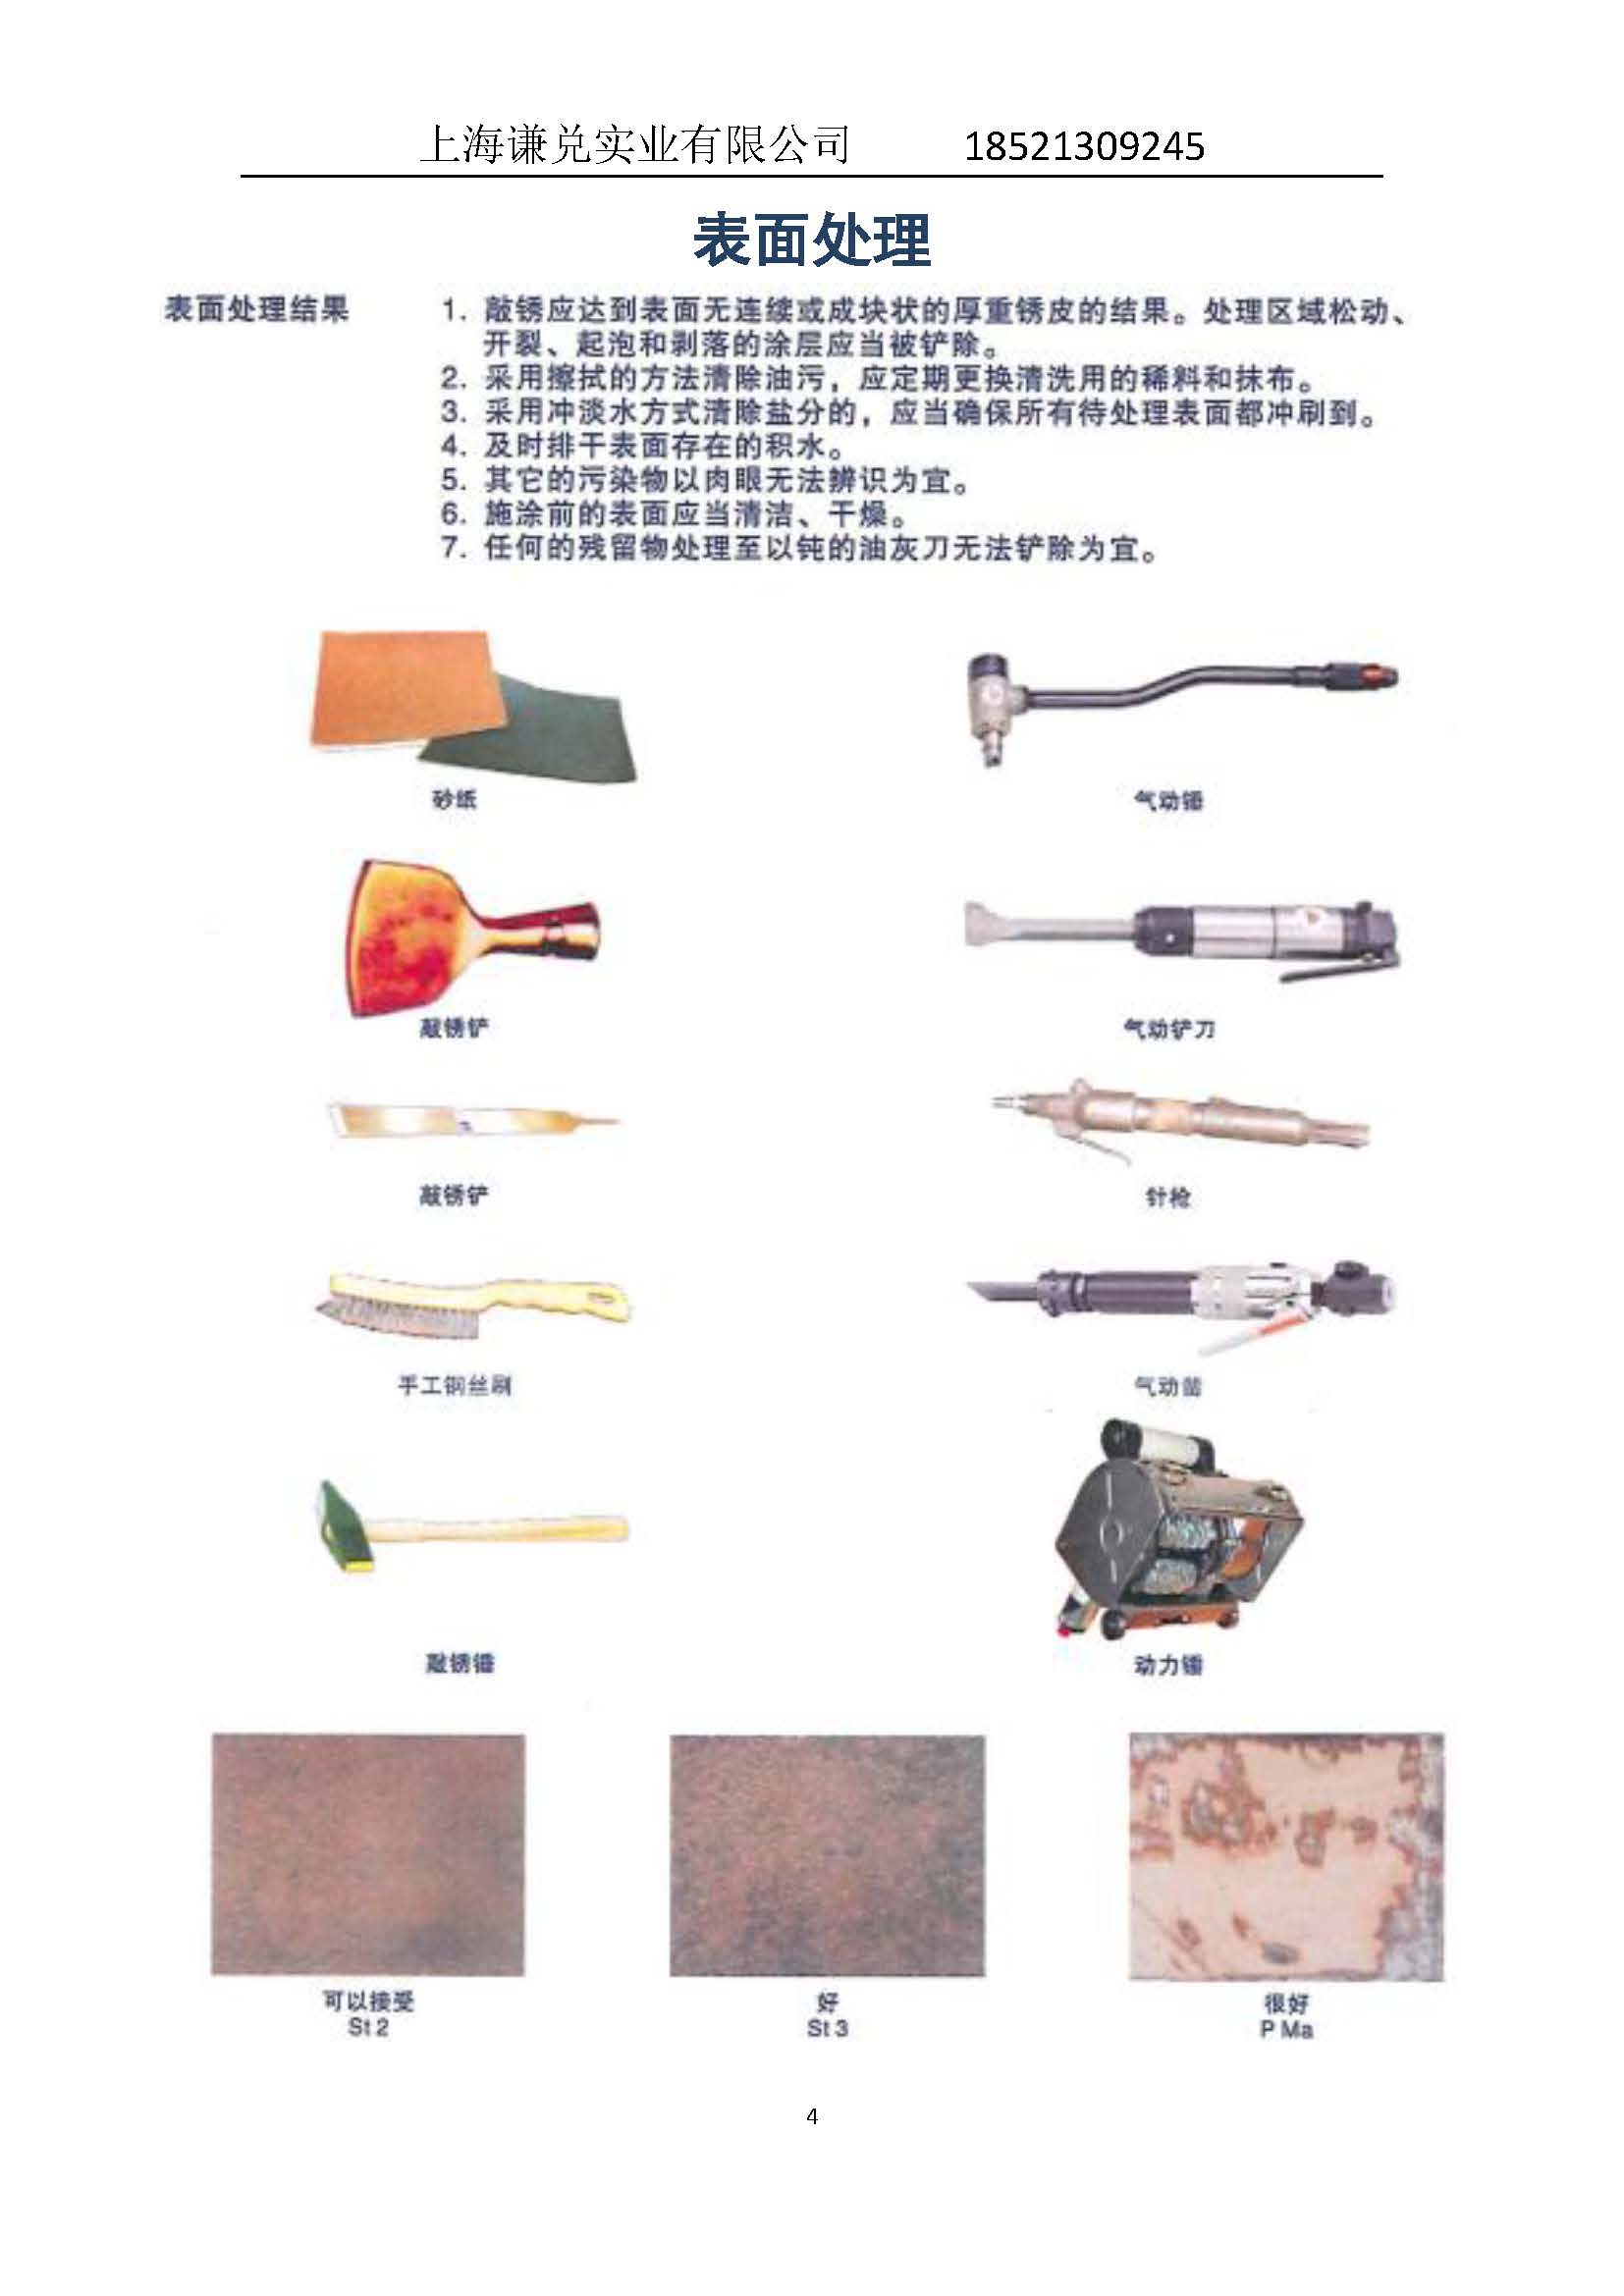 上海谦兑实业有限公司 18521309245
表面处理
表面处理结果
1. 敲锈应达到表面无连续或成块状的厚重锈皮的结果。处理区域松动、
开裂、起泡和剥落的涂层应当被铲除。
2. 采用擦拭的方法清除油污，应定期更换清洗用的稀料和抹布。
3. 采用冲淡水方式清除盐分的，应当确保所有待处理表面都冲刷到。
4. 及时排干表面存在的积水。
5. 其它的污染物以肉眼无法辨识为宜。
6. 施涂前的表面应当清洁、干燥。
7. 任何的残留物处理至以钝的油灰刀无法铲除为宜。
砂纸
气动锤
敲锈铲
气动铲刀
敲锈铲
针枪
手工钢丝刷
气动凿
敲锈锤
动力锤
可以接受
St 2
好
St 3
很好
P Ma
4